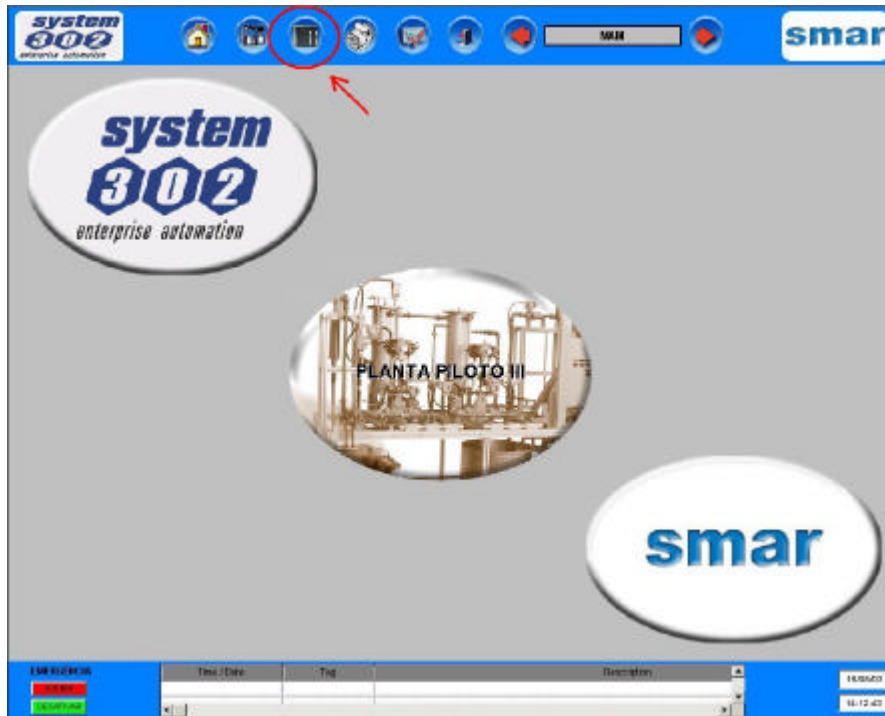 system
302
enterprise automation
MAIN
smar
system
302
enterprise automation
PLANTA PILOTO III
smar
EMERGENCIA
Time / Date
Tag
Description